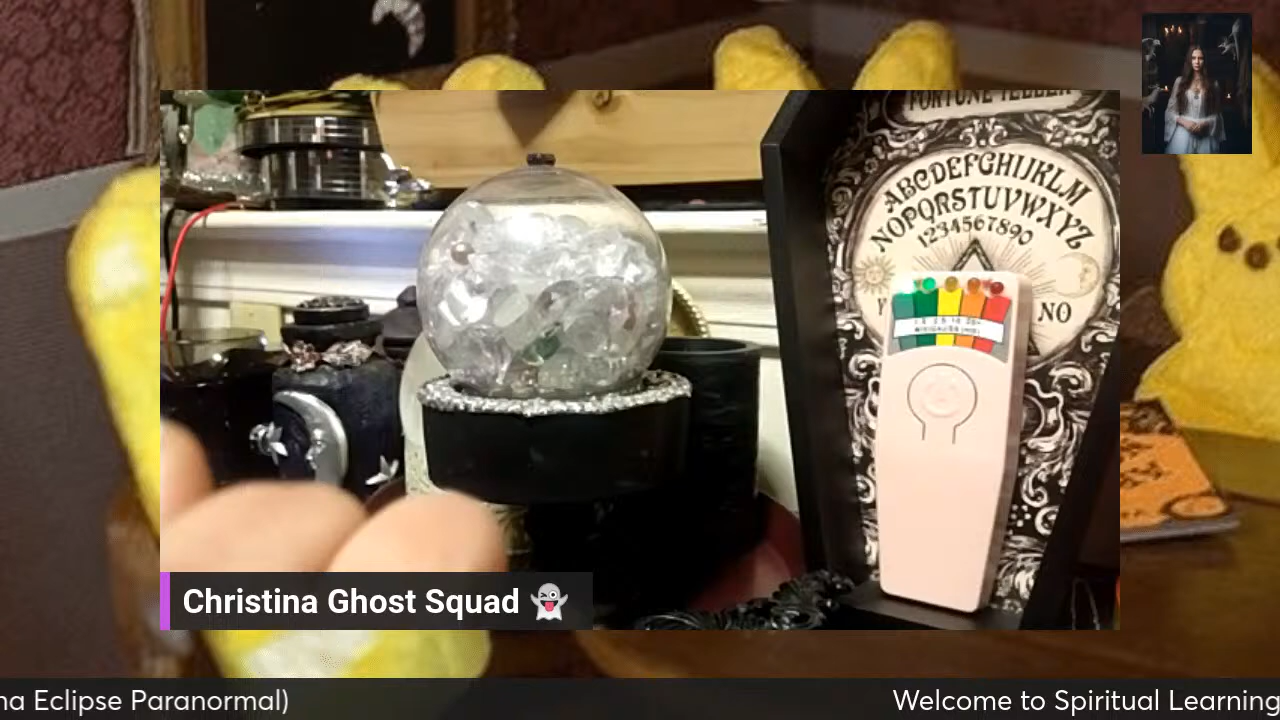 FORTUNE TELLER
ABCDEFGHIJKLM
NOPQRSTUVWXYZ
1234567890
Y NO
Christina Ghost Squad 👻
na Eclipse Paranormal)
Welcome to Spiritual Learning